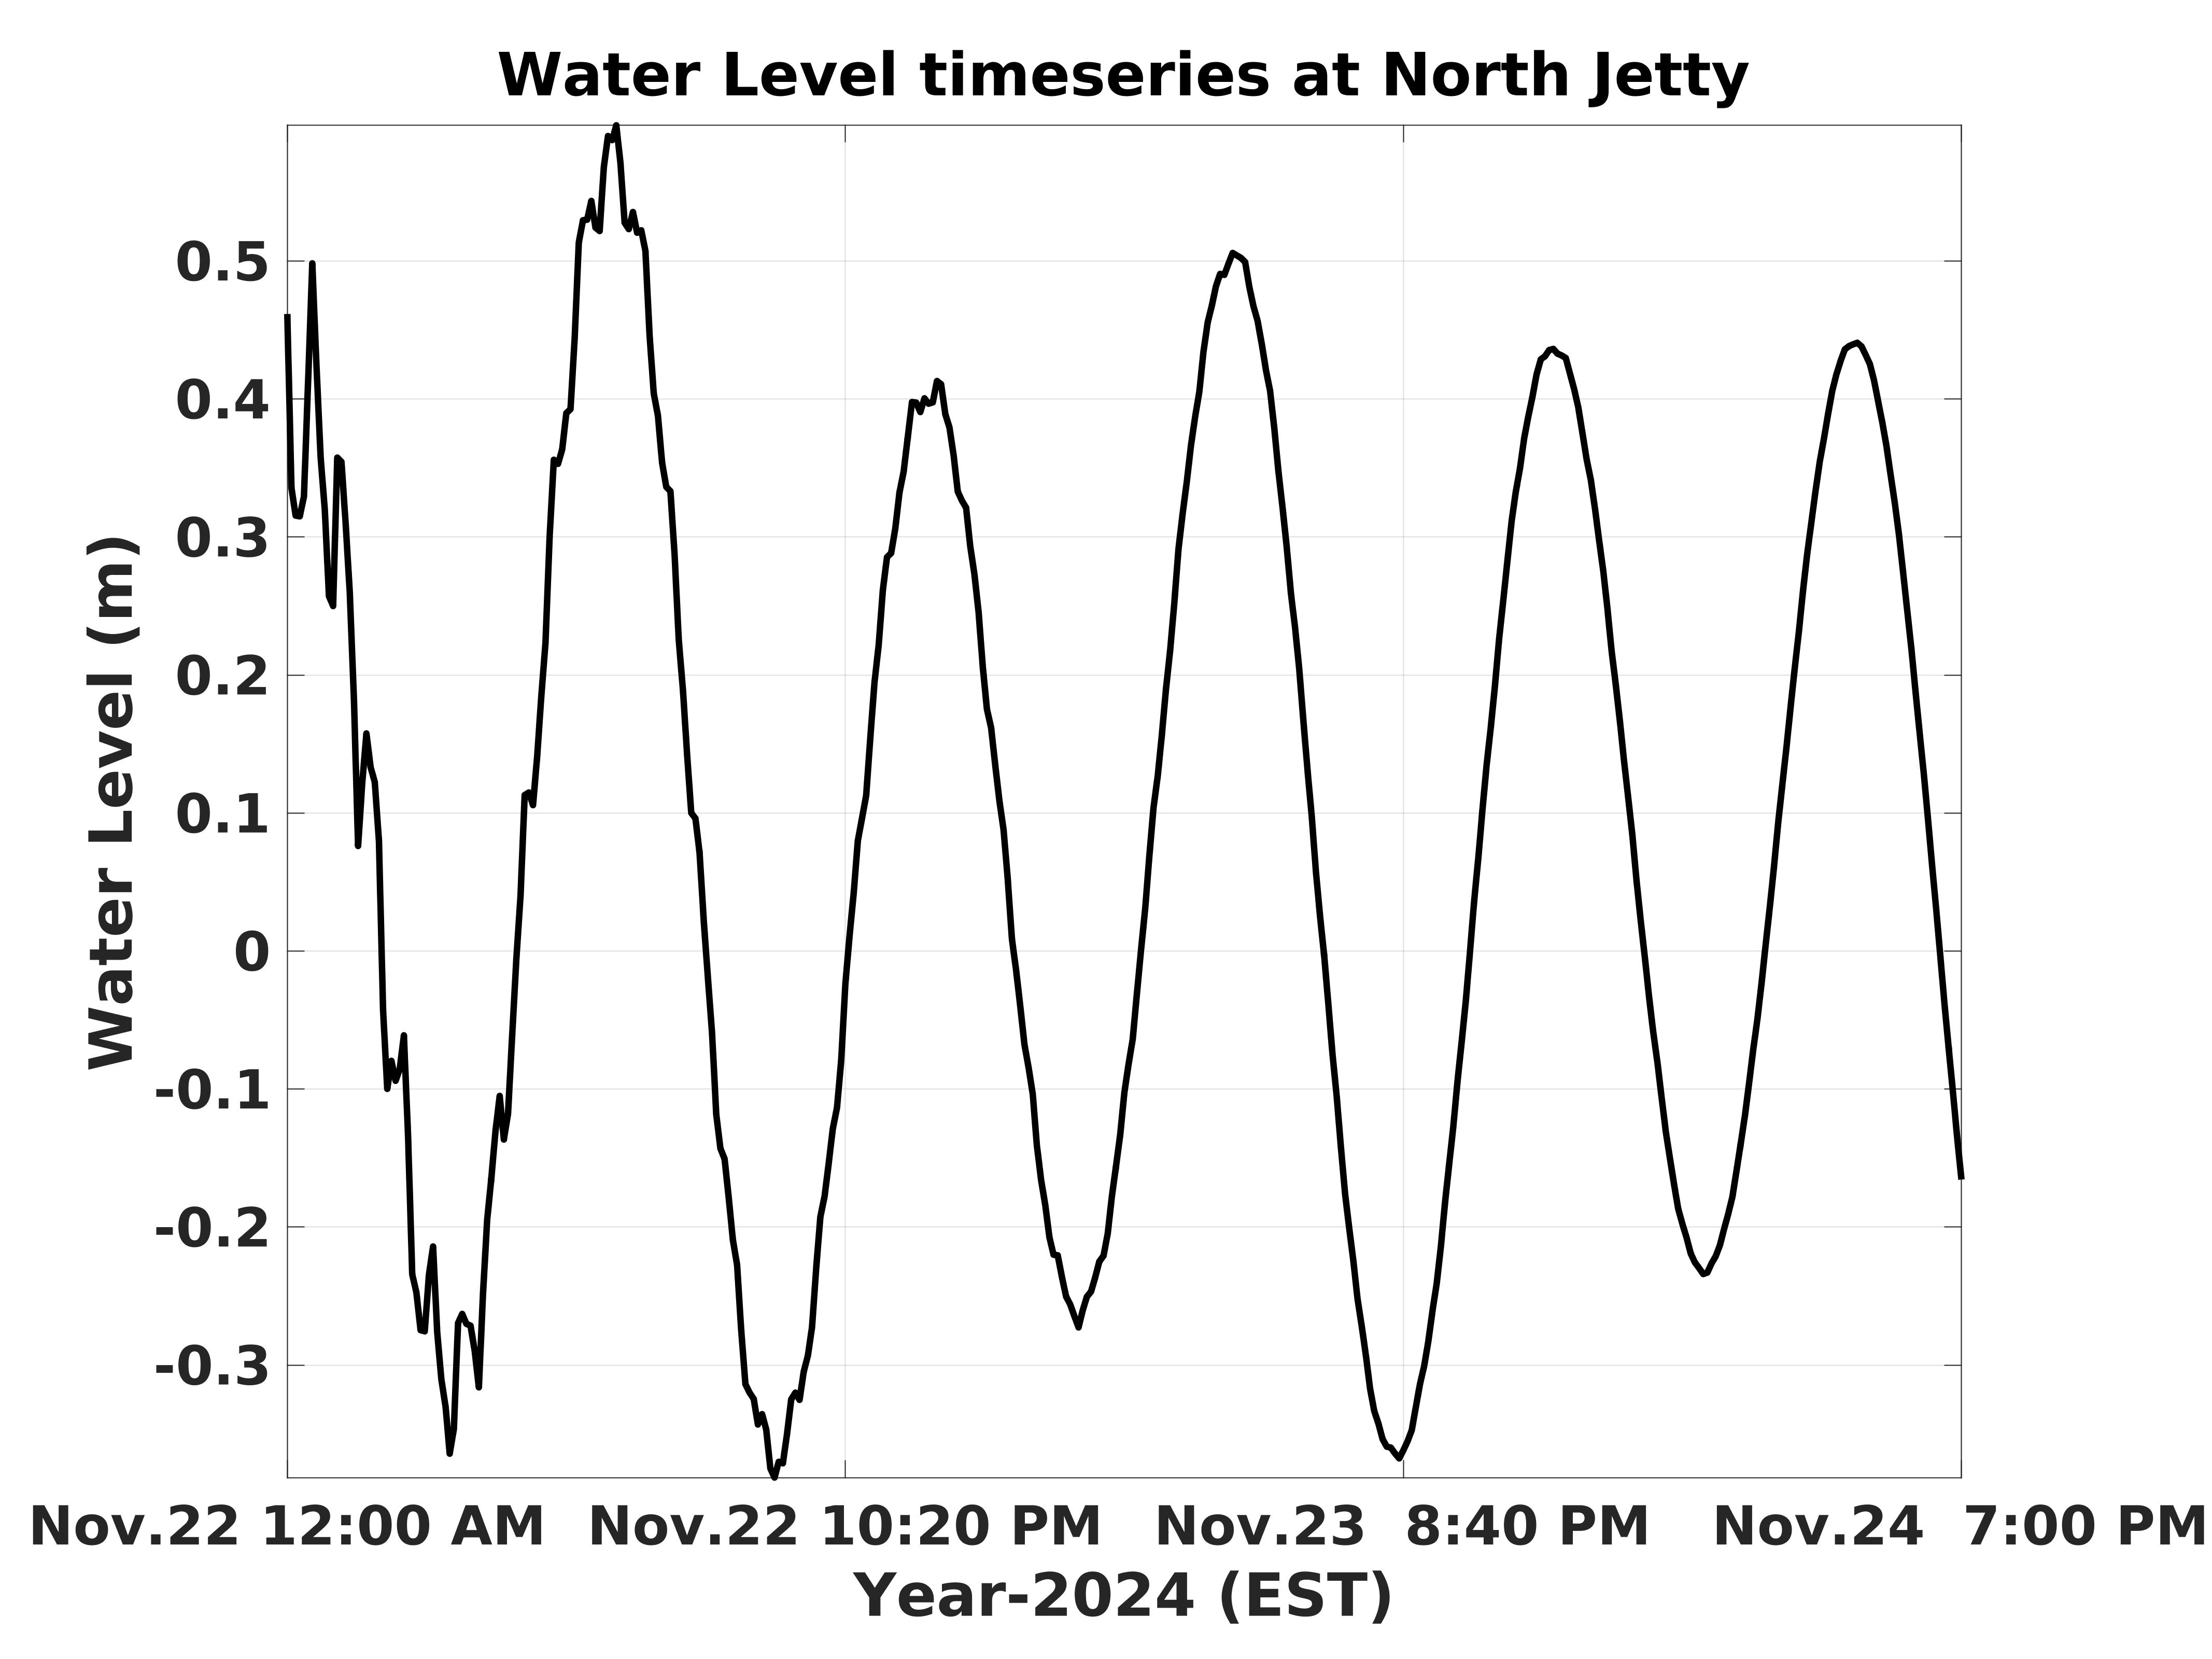 Water Level timeseries at North Jetty
Water Level (m)
0.5
0.4
0.3
0.2
0.1
0
-0.1
-0.2
-0.3
Nov.22 12:00 AM Nov.22 10:20 PM Nov.23 8:40 PM Nov.24 7:00 PM
Year-2024 (EST)